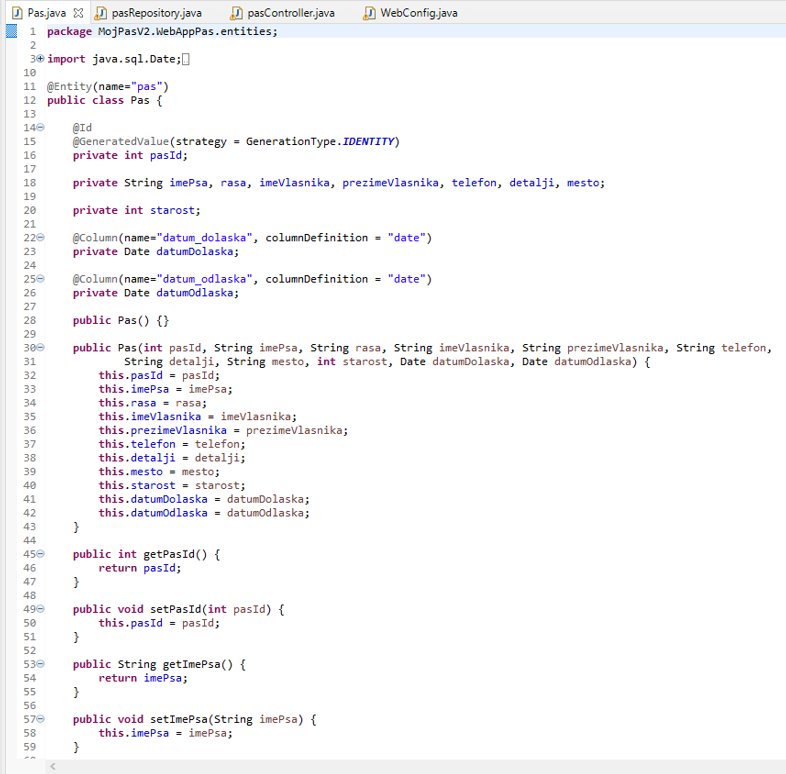 Pas.java pasRepository.java pasController.java WebConfig.java
1 package MojPasV2.WebAppPas.entities;
2
3 import java.sql.Date;
10
11 @Entity(name="pas")
12 public class Pas {
13
14 @Id
15 @GeneratedValue(strategy = GenerationType.IDENTITY)
16 private int pasId;
17
18 private String imePsa, rasa, imeVlasnika, prezimeVlasnika, telefon, detalji, mesto;
19
20 private int starost;
21
22 @Column(name="datum_dolaska", columnDefinition = "date")
23 private Date datumDolaska;
24
25 @Column(name="datum_odlaska", columnDefinition = "date")
26 private Date datumOdlaska;
27
28 public Pas() {}
29
30 public Pas(int pasId, String imePsa, String rasa, String imeVlasnika, String prezimeVlasnika, String telefon,
31 String detalji, String mesto, int starost, Date datumDolaska, Date datumOdlaska) {
32 this.pasId = pasId;
33 this.imePsa = imePsa;
34 this.rasa = rasa;
35 this.imeVlasnika = imeVlasnika;
36 this.prezimeVlasnika = prezimeVlasnika;
37 this.telefon = telefon;
38 this.detalji = detalji;
39 this.mesto = mesto;
40 this.starost = starost;
41 this.datumDolaska = datumDolaska;
42 this.datumOdlaska = datumOdlaska;
43 }
44
45 public int getPasId() {
46 return pasId;
47 }
48
49 public void setPasId(int pasId) {
50 this.pasId = pasId;
51 }
52
53 public String getImePsa() {
54 return imePsa;
55 }
56
57 public void setImePsa(String imePsa) {
58 this.imePsa = imePsa;
59 }